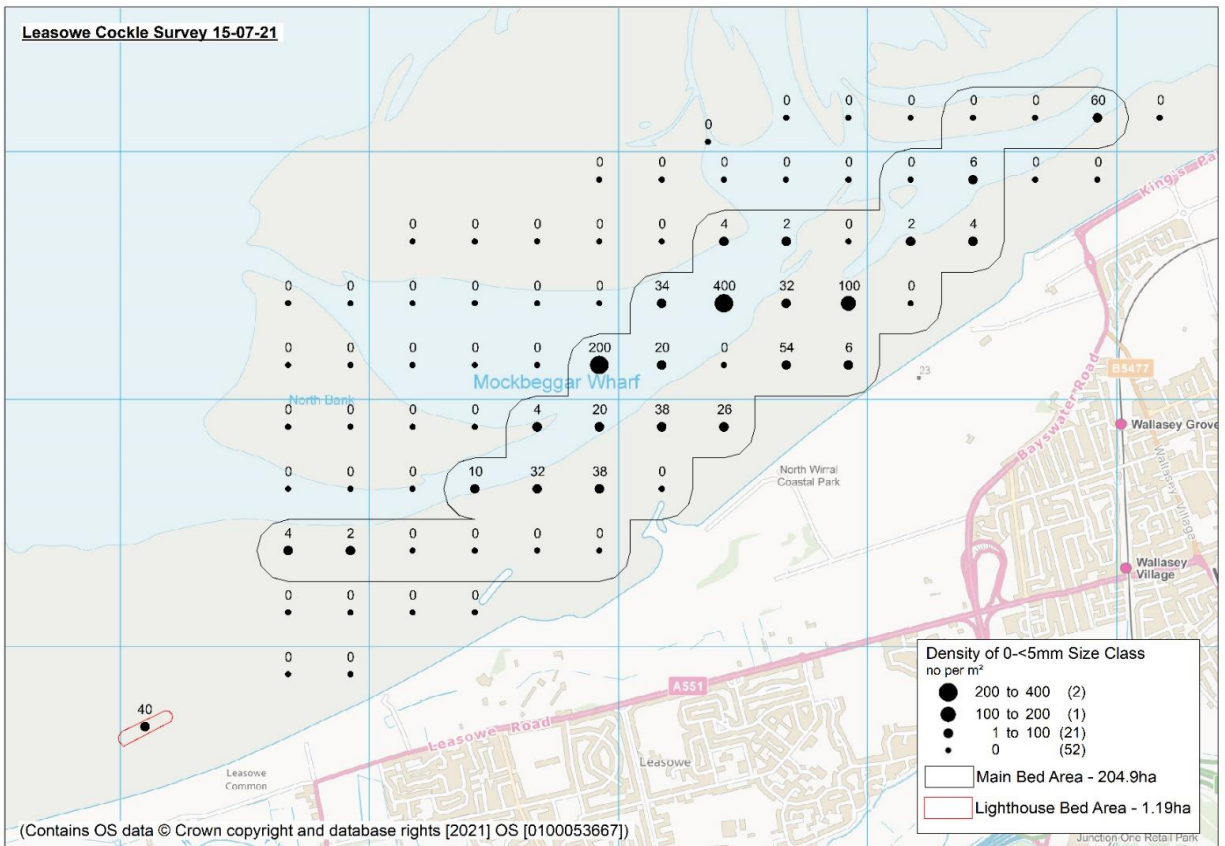 Leasowe Cockle Survey 15-07-21
0 0 0 0 0 60 0
0
0 0 0 0 0 0 6 0 0
0 0 0 0 0 4 2 0 2 4
0 0 0 0 0 0 34 400 32 100 0
0 0 0 0 0 200 20 0 54 6
Mockbeggar Wharf
North Bank
0 0 0 0 4 20 38 26
0 0 0 10 32 38 0
4 2 0 0 0 0
0 0 0 0
0 0
40
King's Pa
23
B5477
Bayswater Road
Wallasey Grove
Wallasey Village
North Wirral
Coastal Park
Wallasey
Village
A551
Leasowe Road
Leasowe
Leasowe
Common
Density of 0-<5mm Size Class
no per m²
200 to 400 (2)
100 to 200 (1)
1 to 100 (21)
0 (52)
Main Bed Area - 204.9ha
Lighthouse Bed Area - 1.19ha
Junction One Retail Park
(Contains OS data © Crown copyright and database rights [2021] OS [0100053667])